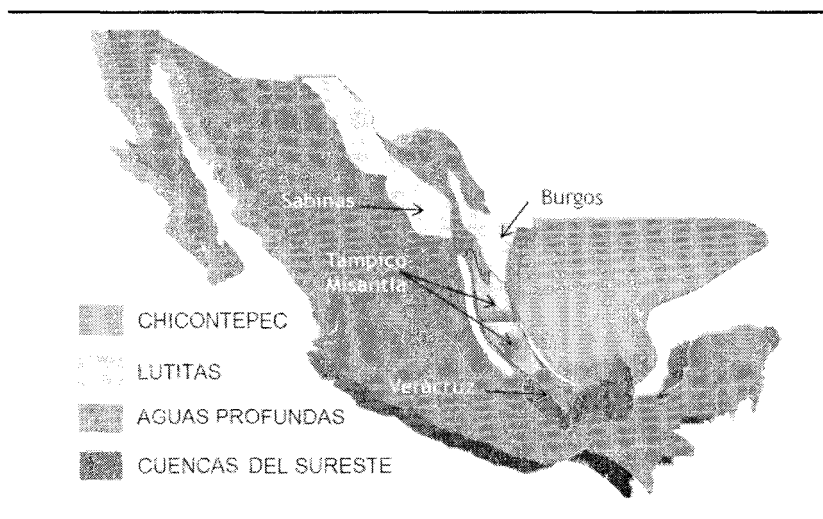 Sabinas
Burgos
Tampico
Misantla
Veracruz
CHICONTEPEC
LUTITAS
AGUAS PROFUNDAS
CUENCAS DEL SURESTE